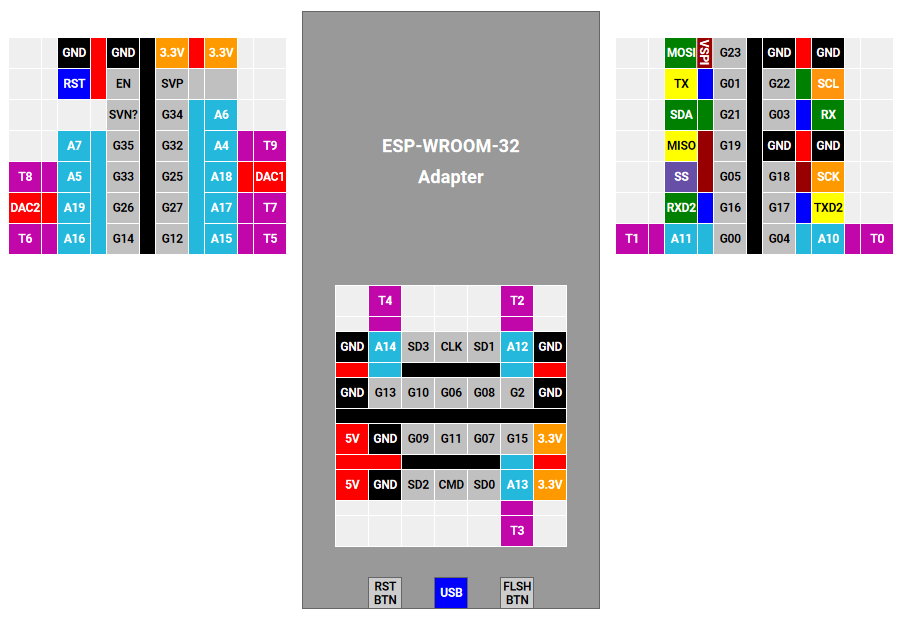 GND GND 3.3V 3.3V
RST EN SVP
SVN? G34 A6
A7 G35 G32 A4 T9
T8 A5 G33 G25 A18 DAC1
DAC2 A19 G26 G27 A17 T7
T6 A16 G14 G12 A15 T5
ESP-WROOM-32
Adapter
MOSI VSPI G23 GND GND
TX G01 G22 SCL
SDA G21 G03 RX
MISO G19 GND GND
SS G05 G18 SCK
RXD2 G16 G17 TXD2
T1 A11 G00 G04 A10 T0
T4 T2
GND A14 SD3 CLK SD1 A12 GND
GND G13 G10 G06 G08 G2 GND
5V GND G09 G11 G07 G15 3.3V
5V GND SD2 CMD SD0 A13 3.3V
T3
RST
BTN
USB
FLSH
BTN